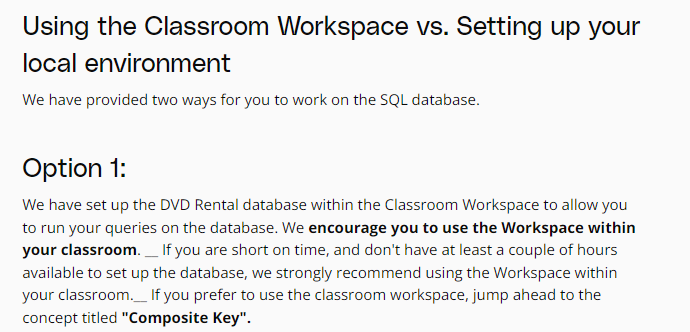 Using the Classroom Workspace vs. Setting up your
local environment
We have provided two ways for you to work on the SQL database.
Option 1:
We have set up the DVD Rental database within the Classroom Workspace to allow you
to run your queries on the database. We encourage you to use the Workspace within
your classroom. __ If you are short on time, and don't have at least a couple of hours
available to set up the database, we strongly recommend using the Workspace within
your classroom.__ If you prefer to use the classroom workspace, jump ahead to the
concept titled "Composite Key".